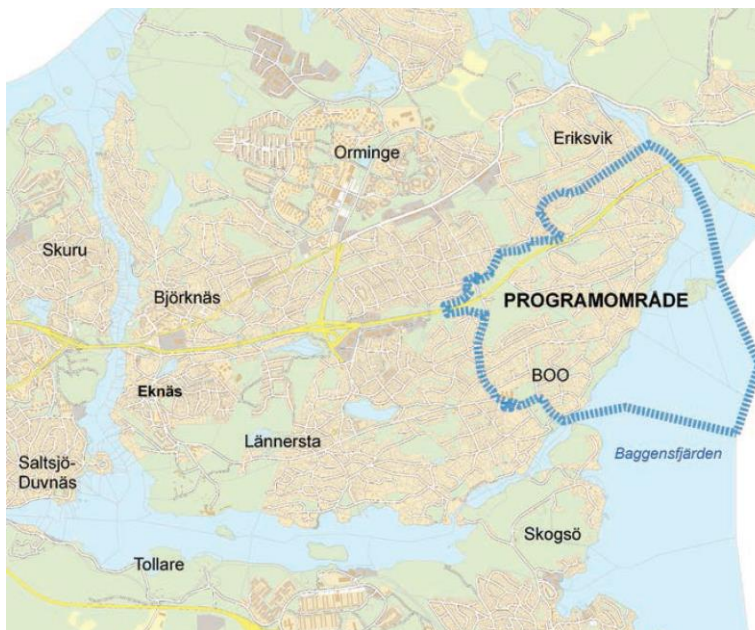 Eriksvik
Orminge
Skuru
Björknäs
PROGRAMOMRÅDE
BOO
Eknäs
Lännersta
Baggensfjärden
Saltsjö-
Duvnäs
Skogsö
Tollare